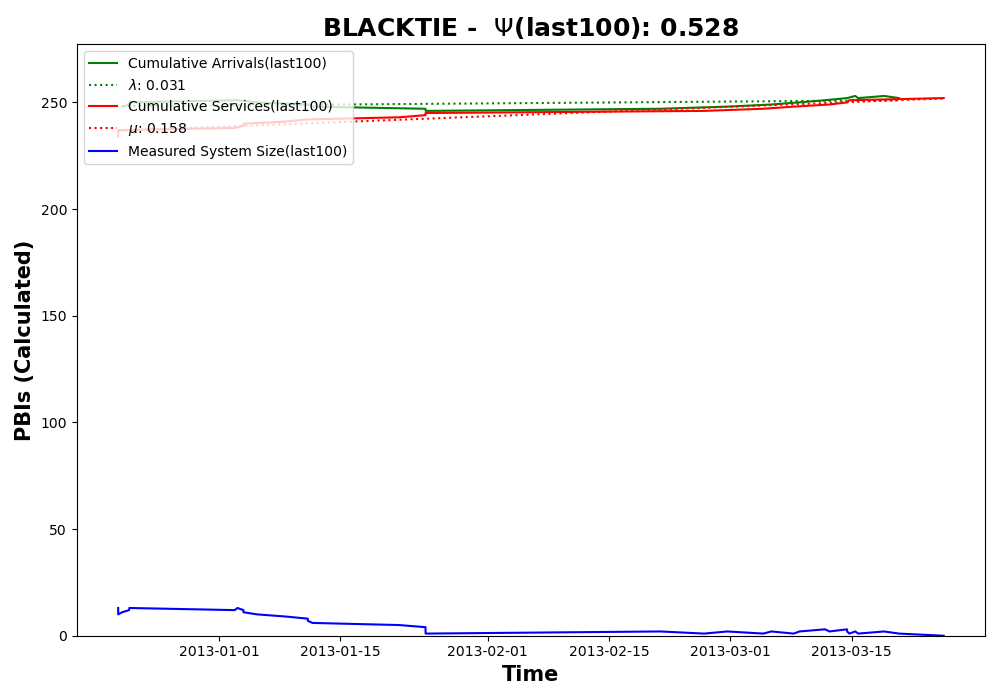 BLACKTIE - Ψ(last100): 0.528
Cumulative Arrivals(last100)
λ: 0.031
Cumulative Services(last100)
μ: 0.158
Measured System Size(last100)
PBIs (Calculated)
250
200
150
100
50
0
2013-01-01 2013-01-15 2013-02-01 2013-02-15 2013-03-01 2013-03-15
Time